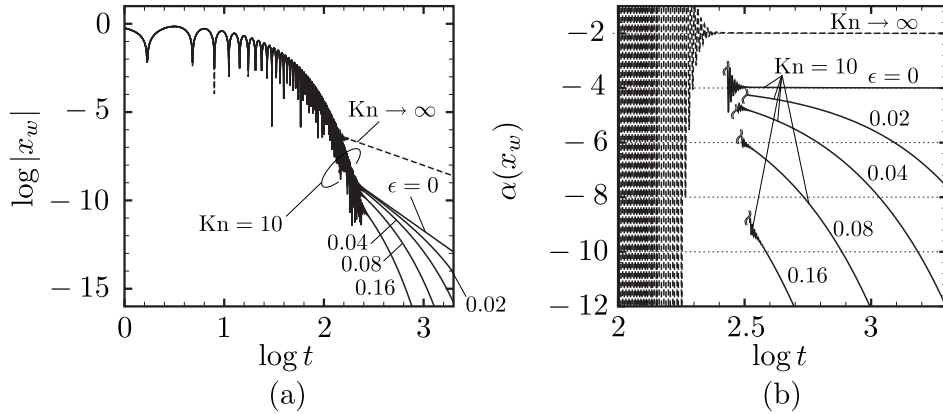 0
− 5
− 10
− 15
0
1
2
3
log |x_w|
log t
Kn → ∞
Kn = 10
ϵ = 0
0.04
0.08
0.16
0.02
(a)
−2
−4
−6
−8
−10
−12
2
2.5
3
α(x_w)
log t
Kn → ∞
Kn = 10
ϵ = 0
0.02
0.04
0.08
0.16
(b)